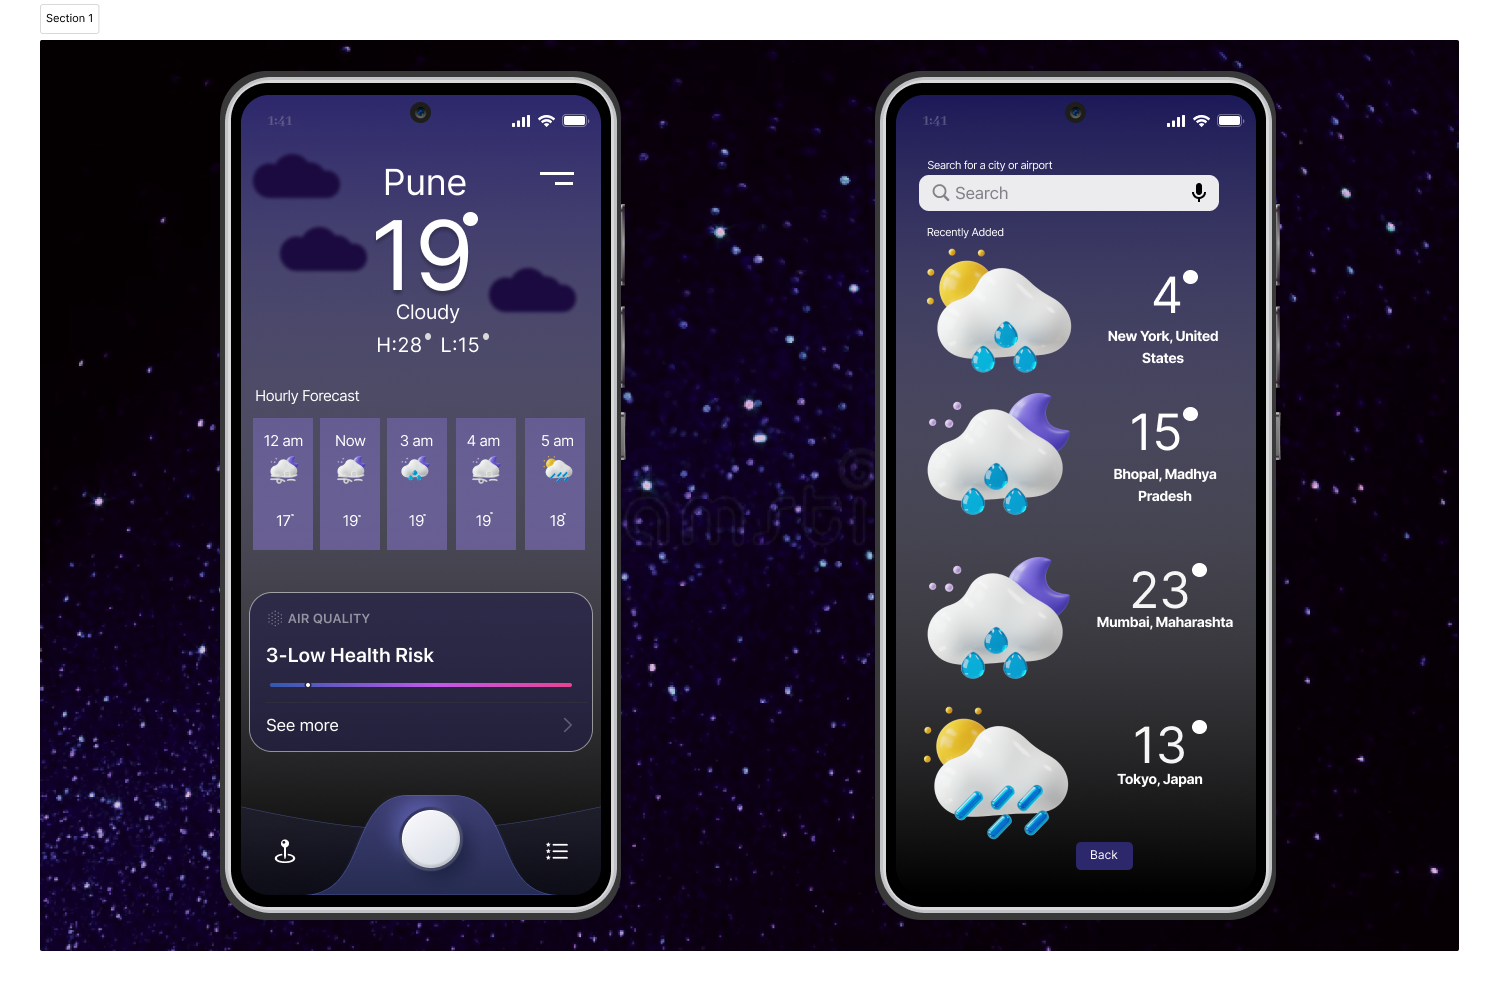 Section 1
1:41
Pune
19°
Cloudy
H:28° L:15°
Hourly Forecast
12 am Now 3 am 4 am 5 am
17° 19° 19° 19° 18°
AIR QUALITY
3-Low Health Risk
See more
1:41
Search for a city or airport
Search
Recently Added
4°
New York, United
States
15°
Bhopal, Madhya
Pradesh
23°
Mumbai, Maharashta
13°
Tokyo, Japan
Back